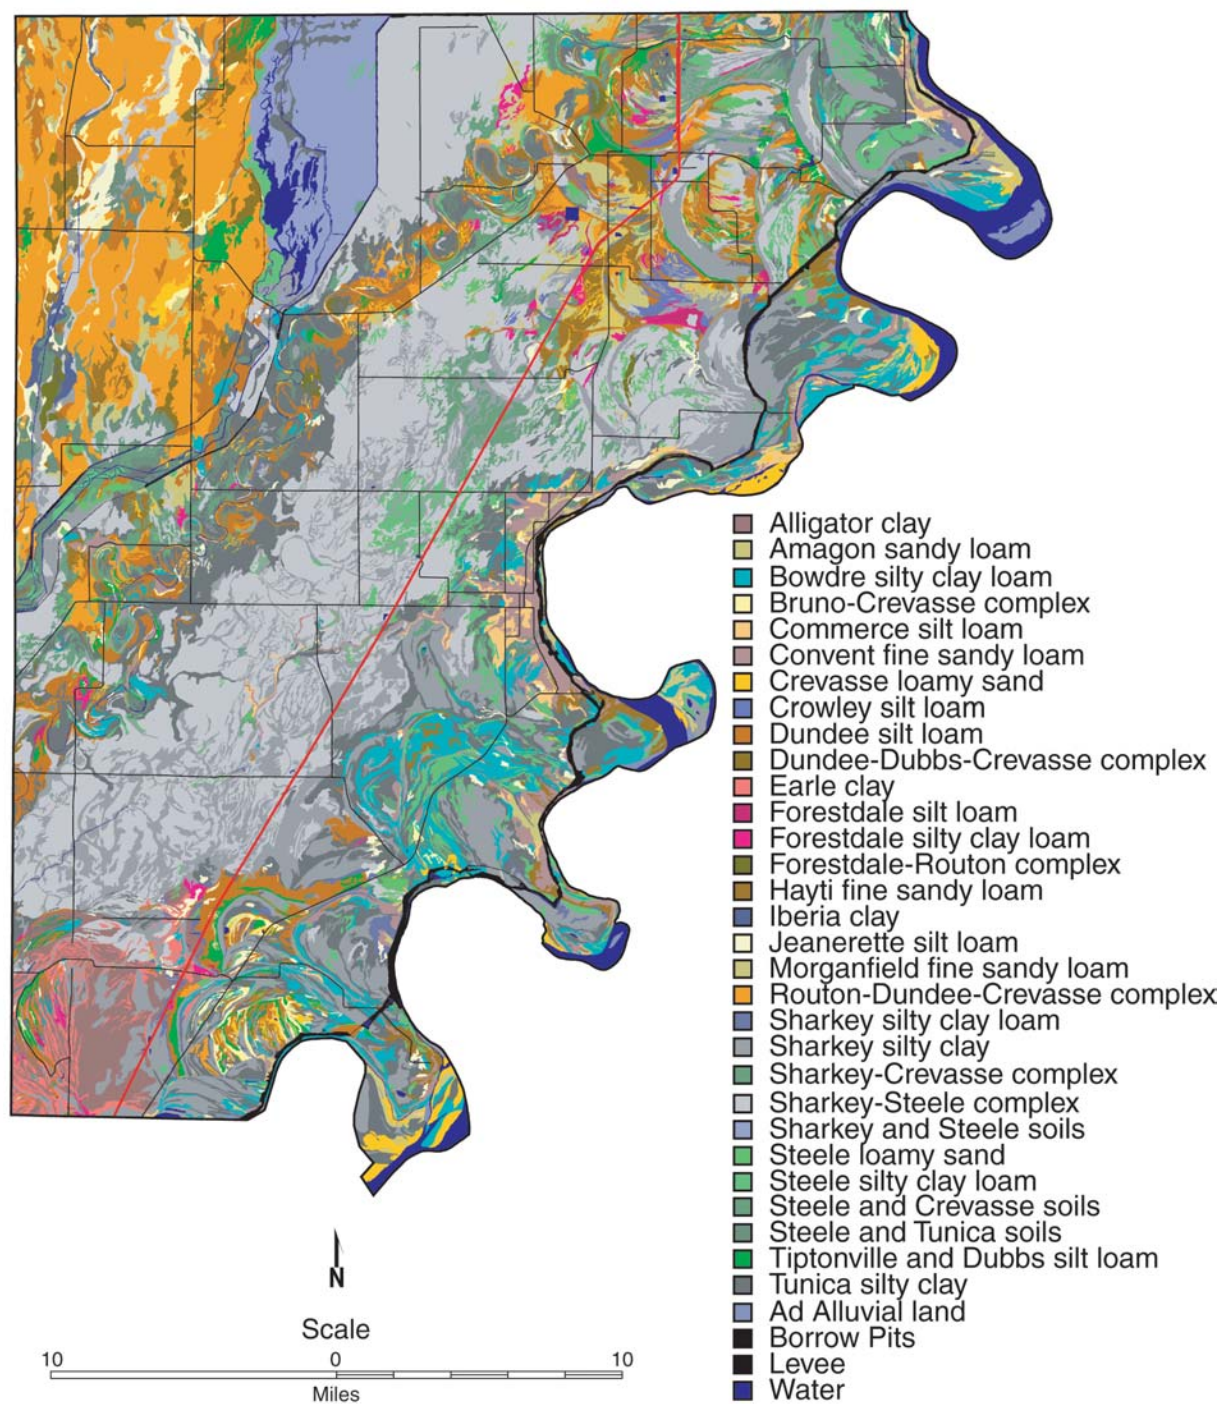 Alligator clay
Amagon sandy loam
Bowdre silty clay loam
Bruno-Crevasse complex
Commerce silt loam
Convent fine sandy loam
Crevasse loamy sand
Crowley silt loam
Dundee silt loam
Dundee-Dubbs-Crevasse complex
Earle clay
Forestdale silt loam
Forestdale silty clay loam
Forestdale-Routon complex
Hayti fine sandy loam
Iberia clay
Jeanerette silt loam
Morganfield fine sandy loam
Routon-Dundee-Crevasse complex
Sharkey silty clay loam
Sharkey silty clay
Sharkey-Crevasse complex
Sharkey-Steele complex
Sharkey and Steele soils
Steele loamy sand
Steele silty clay loam
Steele and Crevasse soils
Steele and Tunica soils
Tiptonville and Dubbs silt loam
Tunica silty clay
Ad Alluvial land
Borrow Pits
Levee
Water
N
Scale
10 0 10
Miles